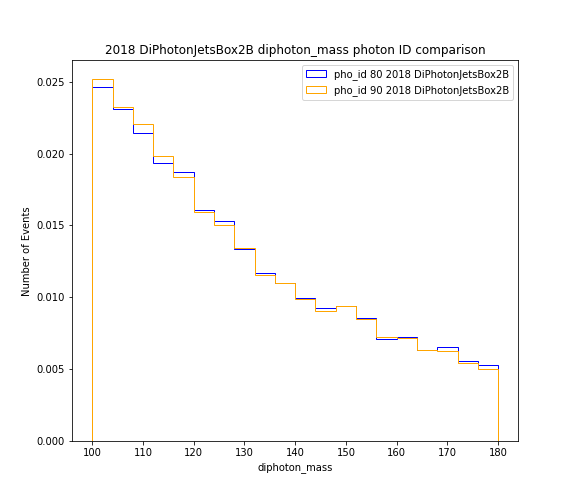 2018 DiPhotonJetsBox2B diphoton_mass photon ID comparison
pho_id 80 2018 DiPhotonJetsBox2B
pho_id 90 2018 DiPhotonJetsBox2B
Number of Events
0.025
0.020
0.015
0.010
0.005
0.000
100 110 120 130 140 150 160 170 180
diphoton_mass